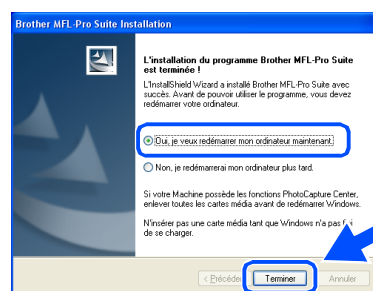 Brother MFL-Pro Suite Installation
L'installation du programme Brother MFL-Pro Suite
est terminée !
L'InstallShield Wizard a installé Brother MFL-Pro Suite avec
succès. Avant de pouvoir utiliser le programme, vous devez
redémarrer votre ordinateur.
Oui, je veux redémarrer mon ordinateur maintenant.
Non, je redémarrerai mon ordinateur plus tard.
Si votre Machine possède les fonctions PhotoCapture Center,
enlever toutes les cartes média avant de redémarrer Windows.
N'insérer pas une carte média tant que Windows n'a pas
de se charger.
< Précéde
Terminer
Annuler